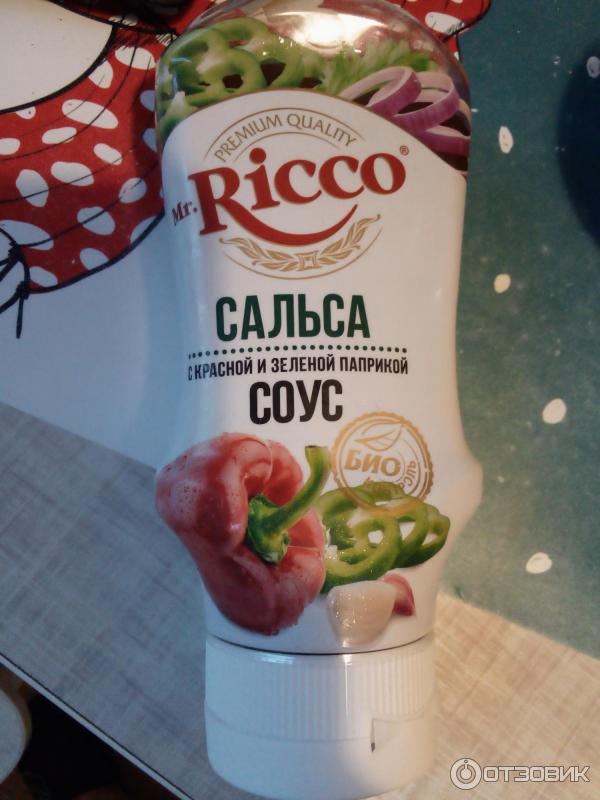 PREMIUM QUALITY
Mr. Ricco®
САЛЬСА
С КРАСНОЙ И ЗЕЛЕНОЙ ПАПРИКОЙ
СОУС
БИО
ОТЗОВИК